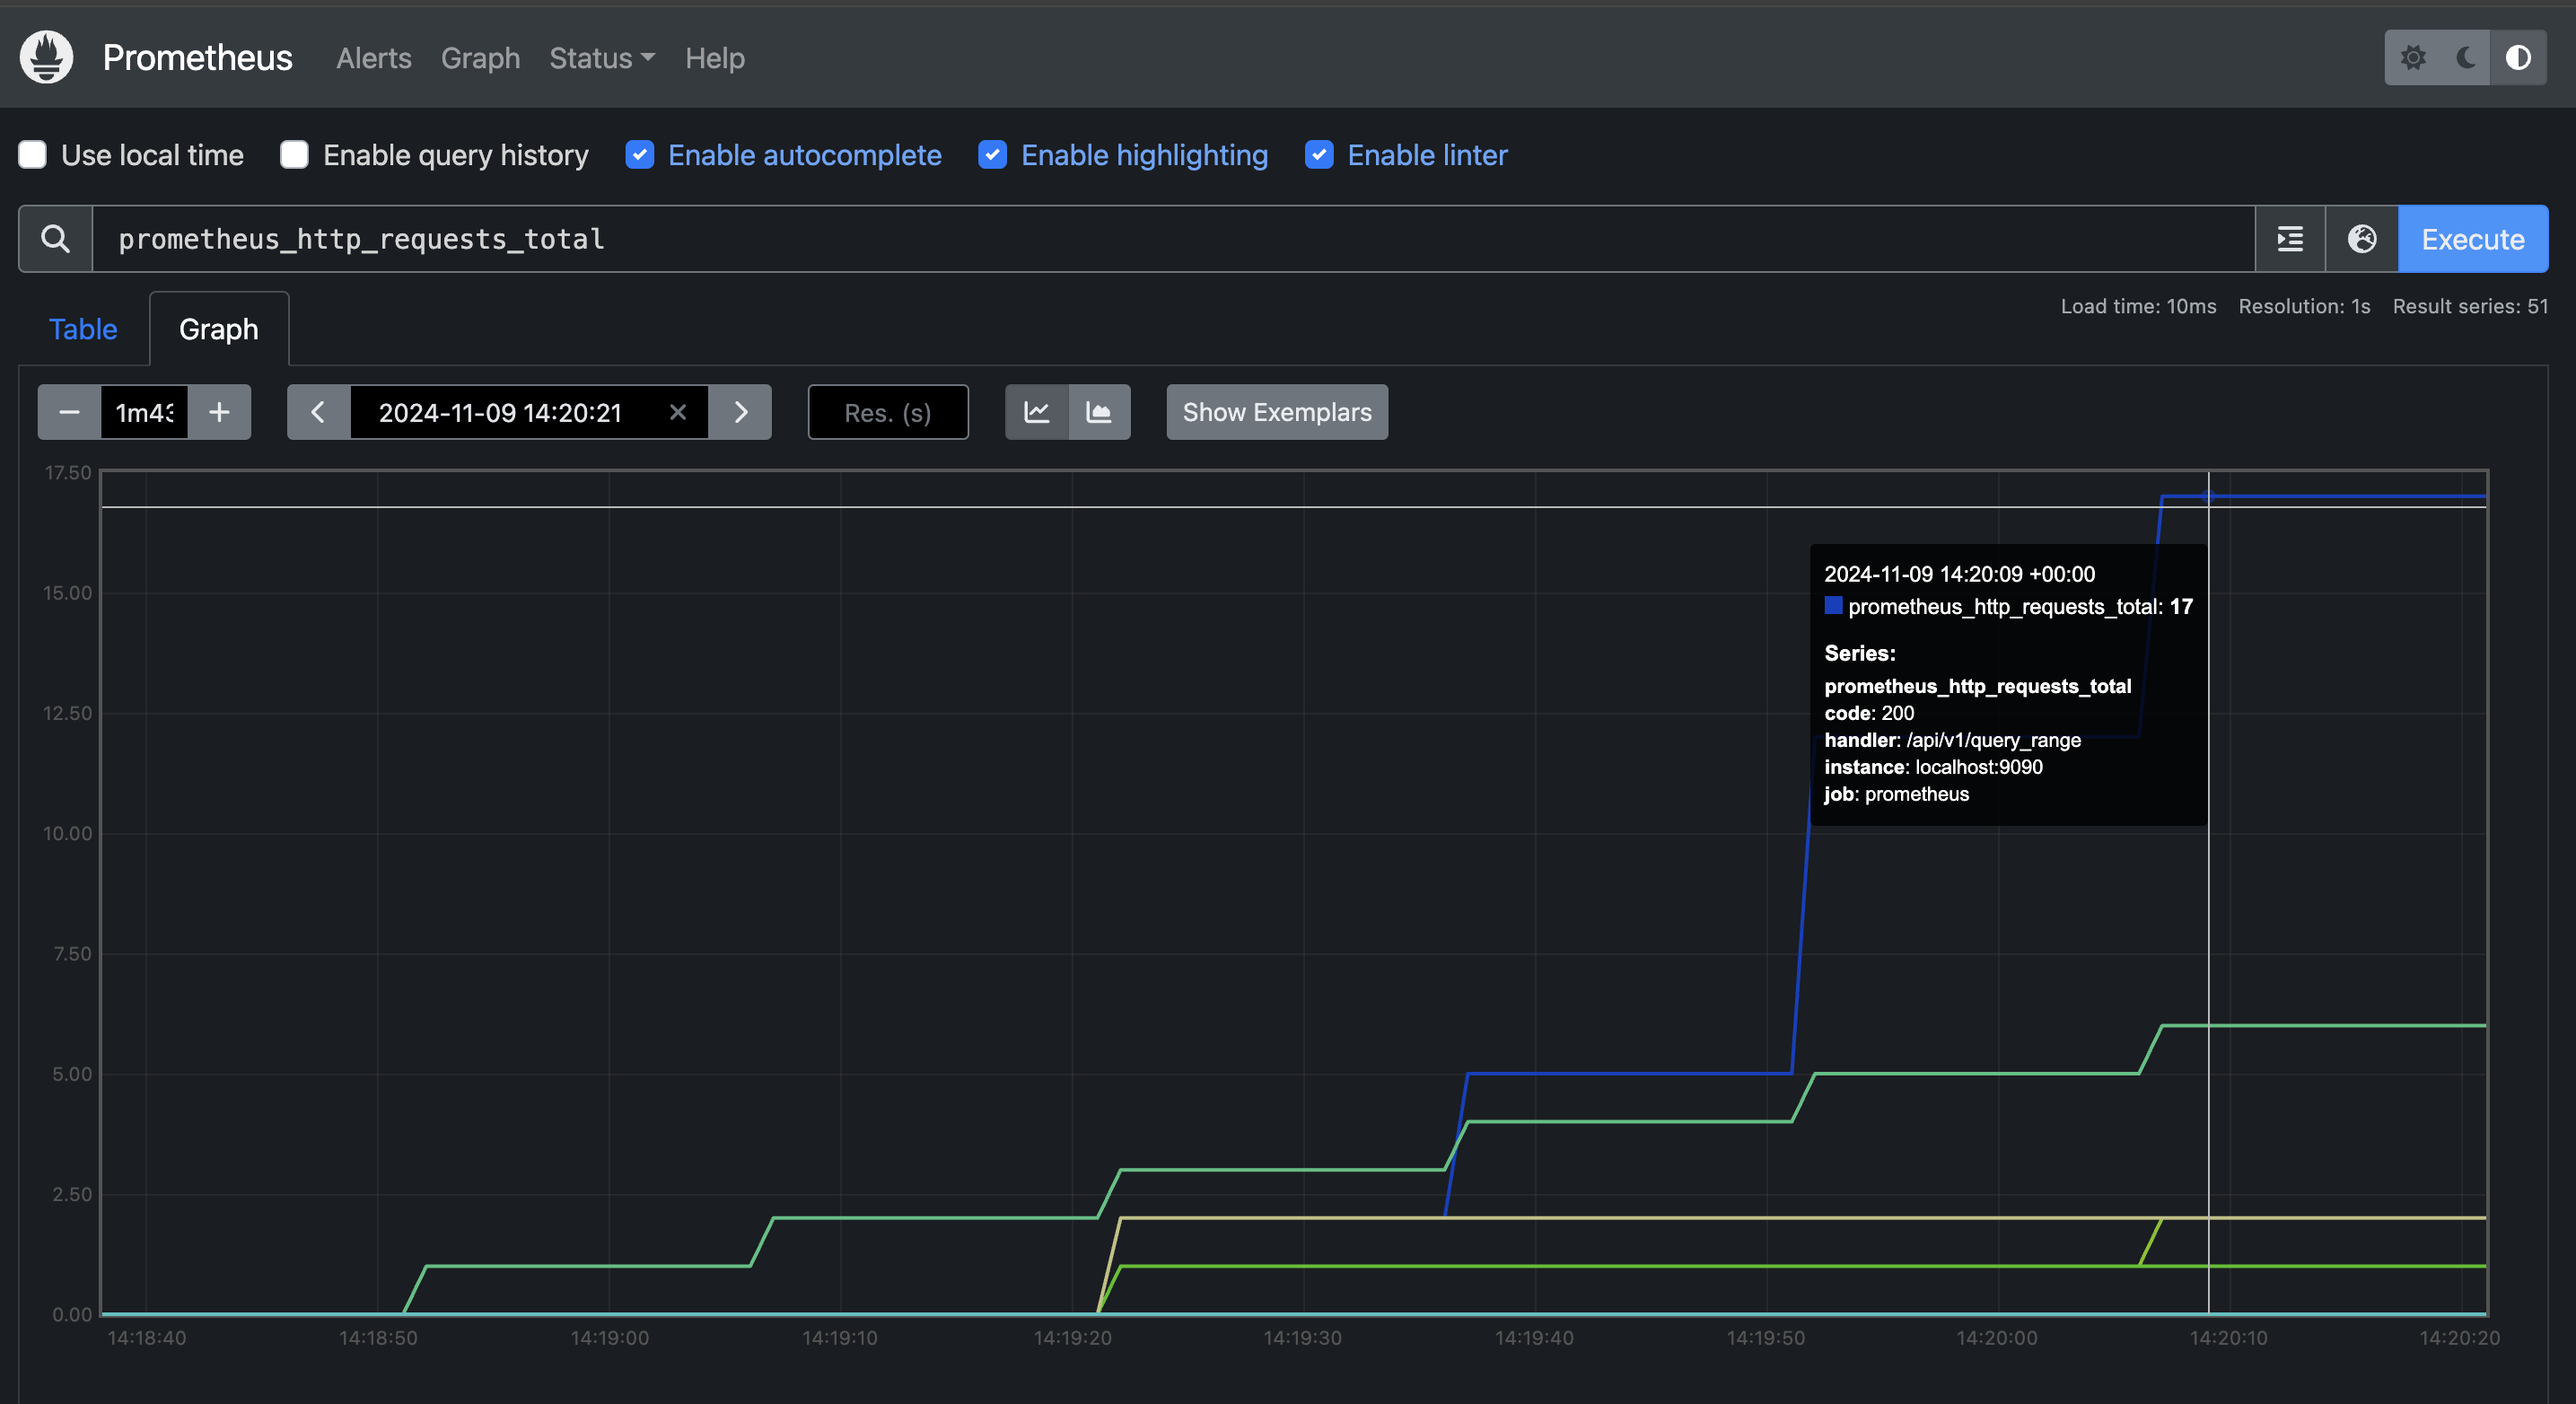 Prometheus Alerts Graph Status Help
Use local time Enable query history Enable autocomplete Enable highlighting Enable linter
prometheus_http_requests_total Execute
Load time: 10ms Resolution: 1s Result series: 51
Table Graph
1m43 2024-11-09 14:20:21 Res. (s) Show Exemplars
17.50
15.00
12.50
10.00
7.50
5.00
2.50
0.00
2024-11-09 14:20:09 +00:00
prometheus_http_requests_total: 17
Series:
prometheus_http_requests_total
code: 200
handler: /api/v1/query_range
instance: localhost:9090
job: prometheus
14:18:40 14:18:50 14:19:00 14:19:10 14:19:20 14:19:30 14:19:40 14:19:50 14:20:00 14:20:10 14:20:20